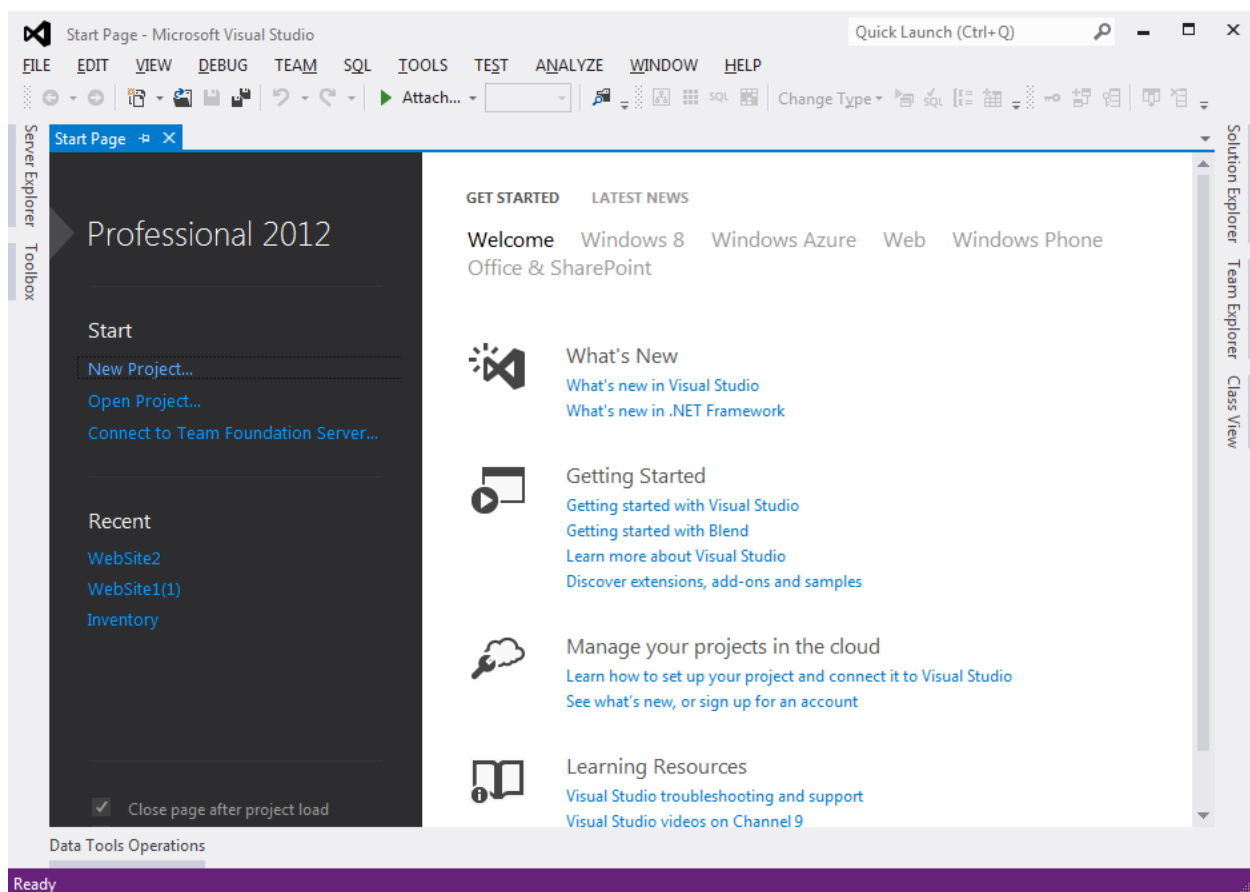 Start Page - Microsoft Visual Studio
Quick Launch (Ctrl+Q)
FILE EDIT VIEW DEBUG TEAM SQL TOOLS TEST ANALYZE WINDOW HELP
Attach...
SQL
Change Type
SQL
Server Explorer
Toolbox
Start Page
Professional 2012
Start
New Project...
Open Project...
Connect to Team Foundation Server...
Recent
WebSite2
WebSite1(1)
Inventory
Close page after project load
GET STARTED LATEST NEWS
Welcome Windows 8 Windows Azure Web Windows Phone
Office & SharePoint
What's New
What's new in Visual Studio
What's new in .NET Framework
Getting Started
Getting started with Visual Studio
Getting started with Blend
Learn more about Visual Studio
Discover extensions, add-ons and samples
Manage your projects in the cloud
Learn how to set up your project and connect it to Visual Studio
See what's new, or sign up for an account
Learning Resources
Visual Studio troubleshooting and support
Visual Studio videos on Channel 9
Solution Explorer
Team Explorer
Class View
Data Tools Operations
Ready